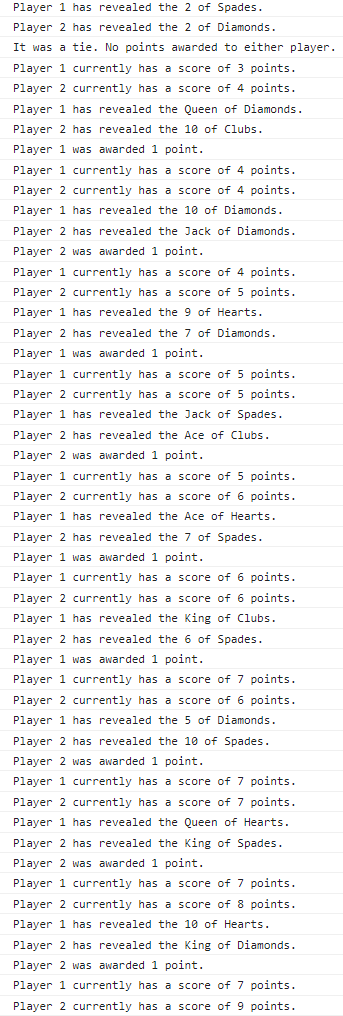 Player 1 has revealed the 2 of Spades.
Player 2 has revealed the 2 of Diamonds.
It was a tie. No points awarded to either player.
Player 1 currently has a score of 3 points.
Player 2 currently has a score of 4 points.
Player 1 has revealed the Queen of Diamonds.
Player 2 has revealed the 10 of Clubs.
Player 1 was awarded 1 point.
Player 1 currently has a score of 4 points.
Player 2 currently has a score of 4 points.
Player 1 has revealed the 10 of Diamonds.
Player 2 has revealed the Jack of Diamonds.
Player 2 was awarded 1 point.
Player 1 currently has a score of 4 points.
Player 2 currently has a score of 5 points.
Player 1 has revealed the 9 of Hearts.
Player 2 has revealed the 7 of Diamonds.
Player 1 was awarded 1 point.
Player 1 currently has a score of 5 points.
Player 2 currently has a score of 5 points.
Player 1 has revealed the Jack of Spades.
Player 2 has revealed the Ace of Clubs.
Player 2 was awarded 1 point.
Player 1 currently has a score of 5 points.
Player 2 currently has a score of 6 points.
Player 1 has revealed the Ace of Hearts.
Player 2 has revealed the 7 of Spades.
Player 1 was awarded 1 point.
Player 1 currently has a score of 6 points.
Player 2 currently has a score of 6 points.
Player 1 has revealed the King of Clubs.
Player 2 has revealed the 6 of Spades.
Player 1 was awarded 1 point.
Player 1 currently has a score of 7 points.
Player 2 currently has a score of 6 points.
Player 1 has revealed the 5 of Diamonds.
Player 2 has revealed the 10 of Spades.
Player 2 was awarded 1 point.
Player 1 currently has a score of 7 points.
Player 2 currently has a score of 7 points.
Player 1 has revealed the Queen of Hearts.
Player 2 has revealed the King of Spades.
Player 2 was awarded 1 point.
Player 1 currently has a score of 7 points.
Player 2 currently has a score of 8 points.
Player 1 has revealed the 10 of Hearts.
Player 2 has revealed the King of Diamonds.
Player 2 was awarded 1 point.
Player 1 currently has a score of 7 points.
Player 2 currently has a score of 9 points.